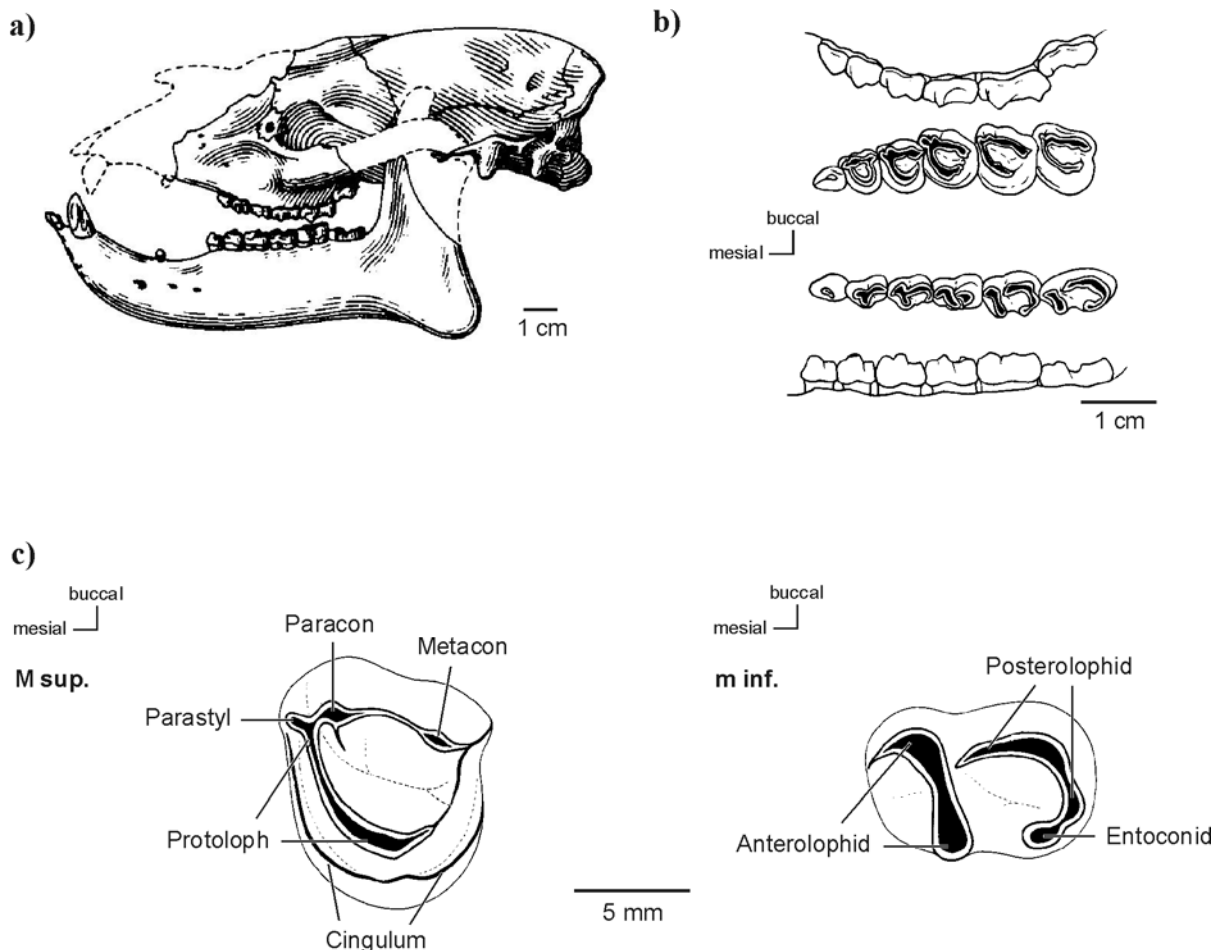 a)
1 cm
b)
buccal
mesial
1 cm
c)
buccal
mesial
M sup.
Paracon
Metacon
Parastyl
Protoloph
Cingulum
5 mm
buccal
mesial
m inf.
Posterolophid
Anterolophid
Entoconid